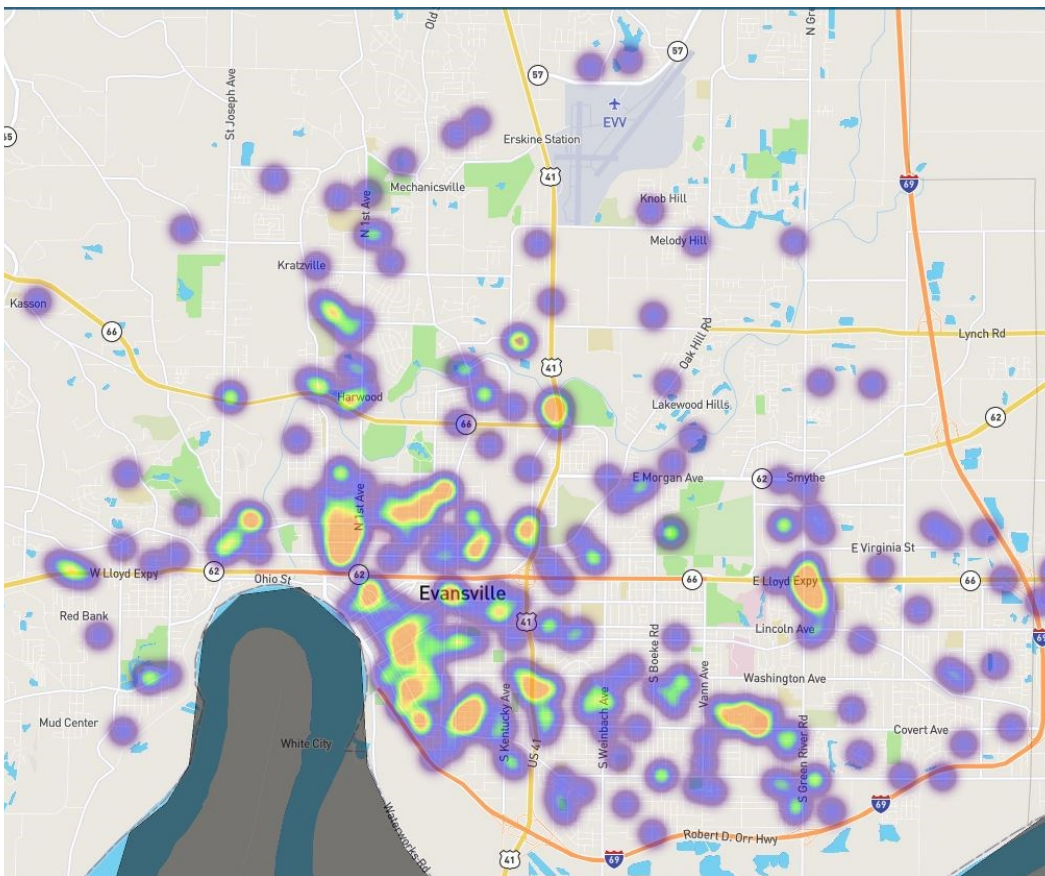 Old
N Gre
57
57
St Joseph Ave
EVV
65
Erskine Station
41
69
Mechanicsville
N 1st Ave
Knob Hill
Melody Hill
Kratzville
Kasson
66
Lynch Rd
Oak Hill Rd
41
Harwood
Lakewood Hills
62
66
E Morgan Ave
62
Smythe
N 1st Ave
E Virginia St
W Lloyd Expy
62
Ohio St
62
66
E Lloyd Expy
66
Evansville
Red Bank
41
Lincoln Ave
69
S Boeke Rd
Vann Ave
Washington Ave
Mud Center
S Kentucky Ave
S Weinbach Ave
Covert Ave
White City
US 41
S Green River Rd
69
Waterworks Rd
Robert D. Orr Hwy
41
69